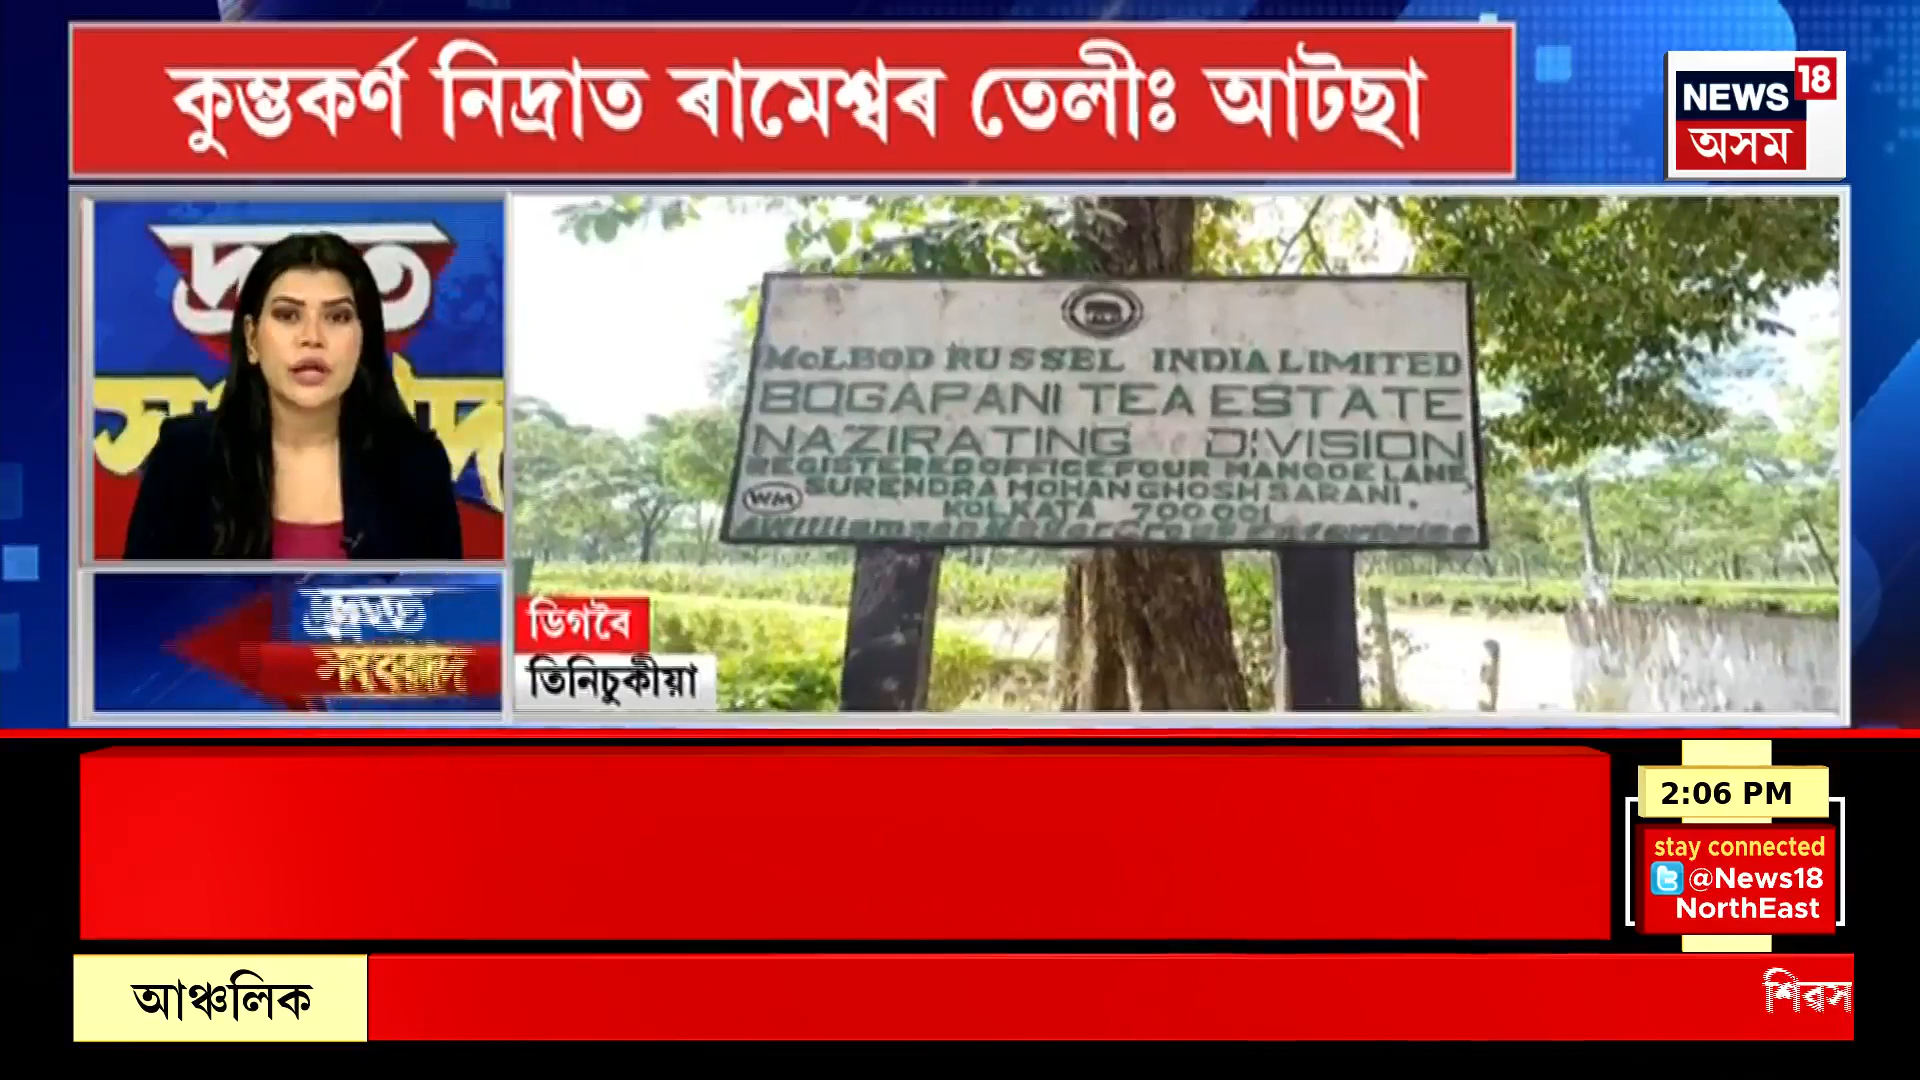 কুম্ভকৰ্ণ নিদ্ৰাত ৰামেশ্বৰ তেলীঃ আটছা
NEWS 18
অসম
দ্ৰুত
McLEOD RUSSEL INDIA LIMITED
BOGAPANI TEA ESTATE
NAZIRATING DIVISION
REGISTERED OFFICE FOUR MANGOE LANE
WM SURENDRA MOHAN GHOSH SARANI.
KOLKATA 700 001
ডিগবৈ
তিনিচুকীয়া
2:06 PM
stay connected
@News18
NorthEast
আঞ্চলিক